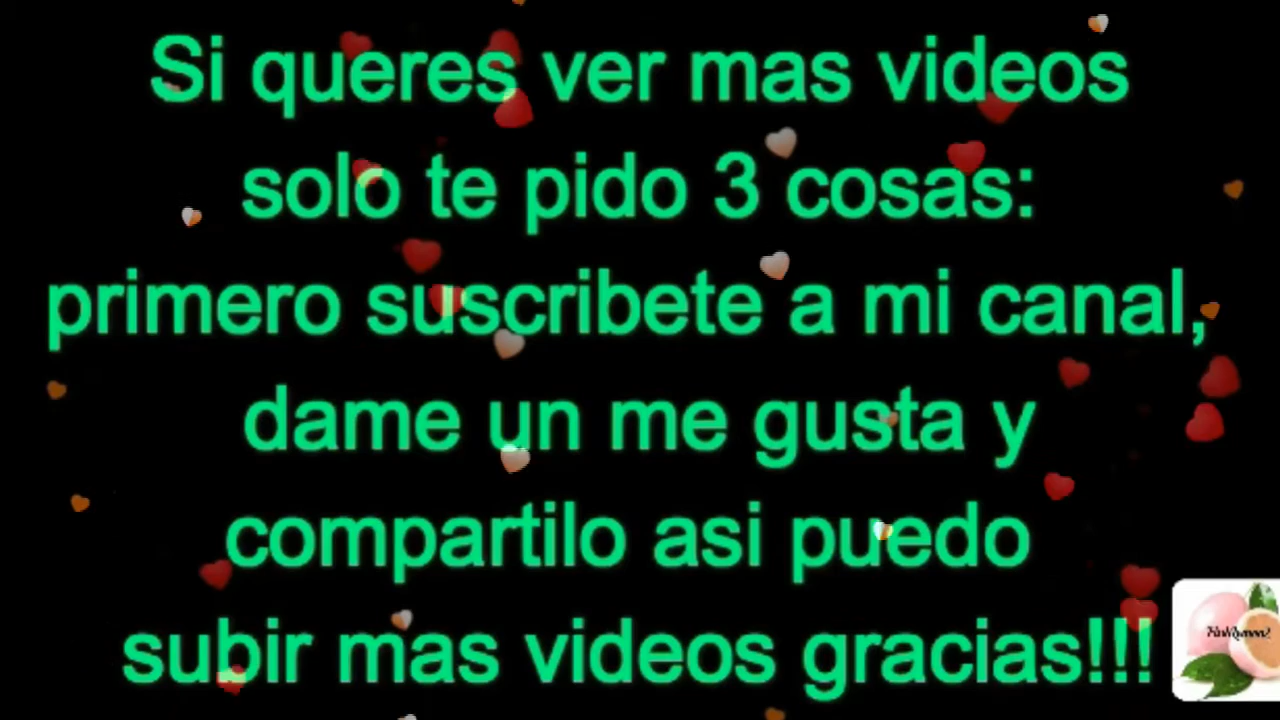 Si queres ver mas videos
solo te pido 3 cosas:
primero suscribete a mi canal,
dame un me gusta y
compartilo asi puedo
subir mas videos gracias!!!